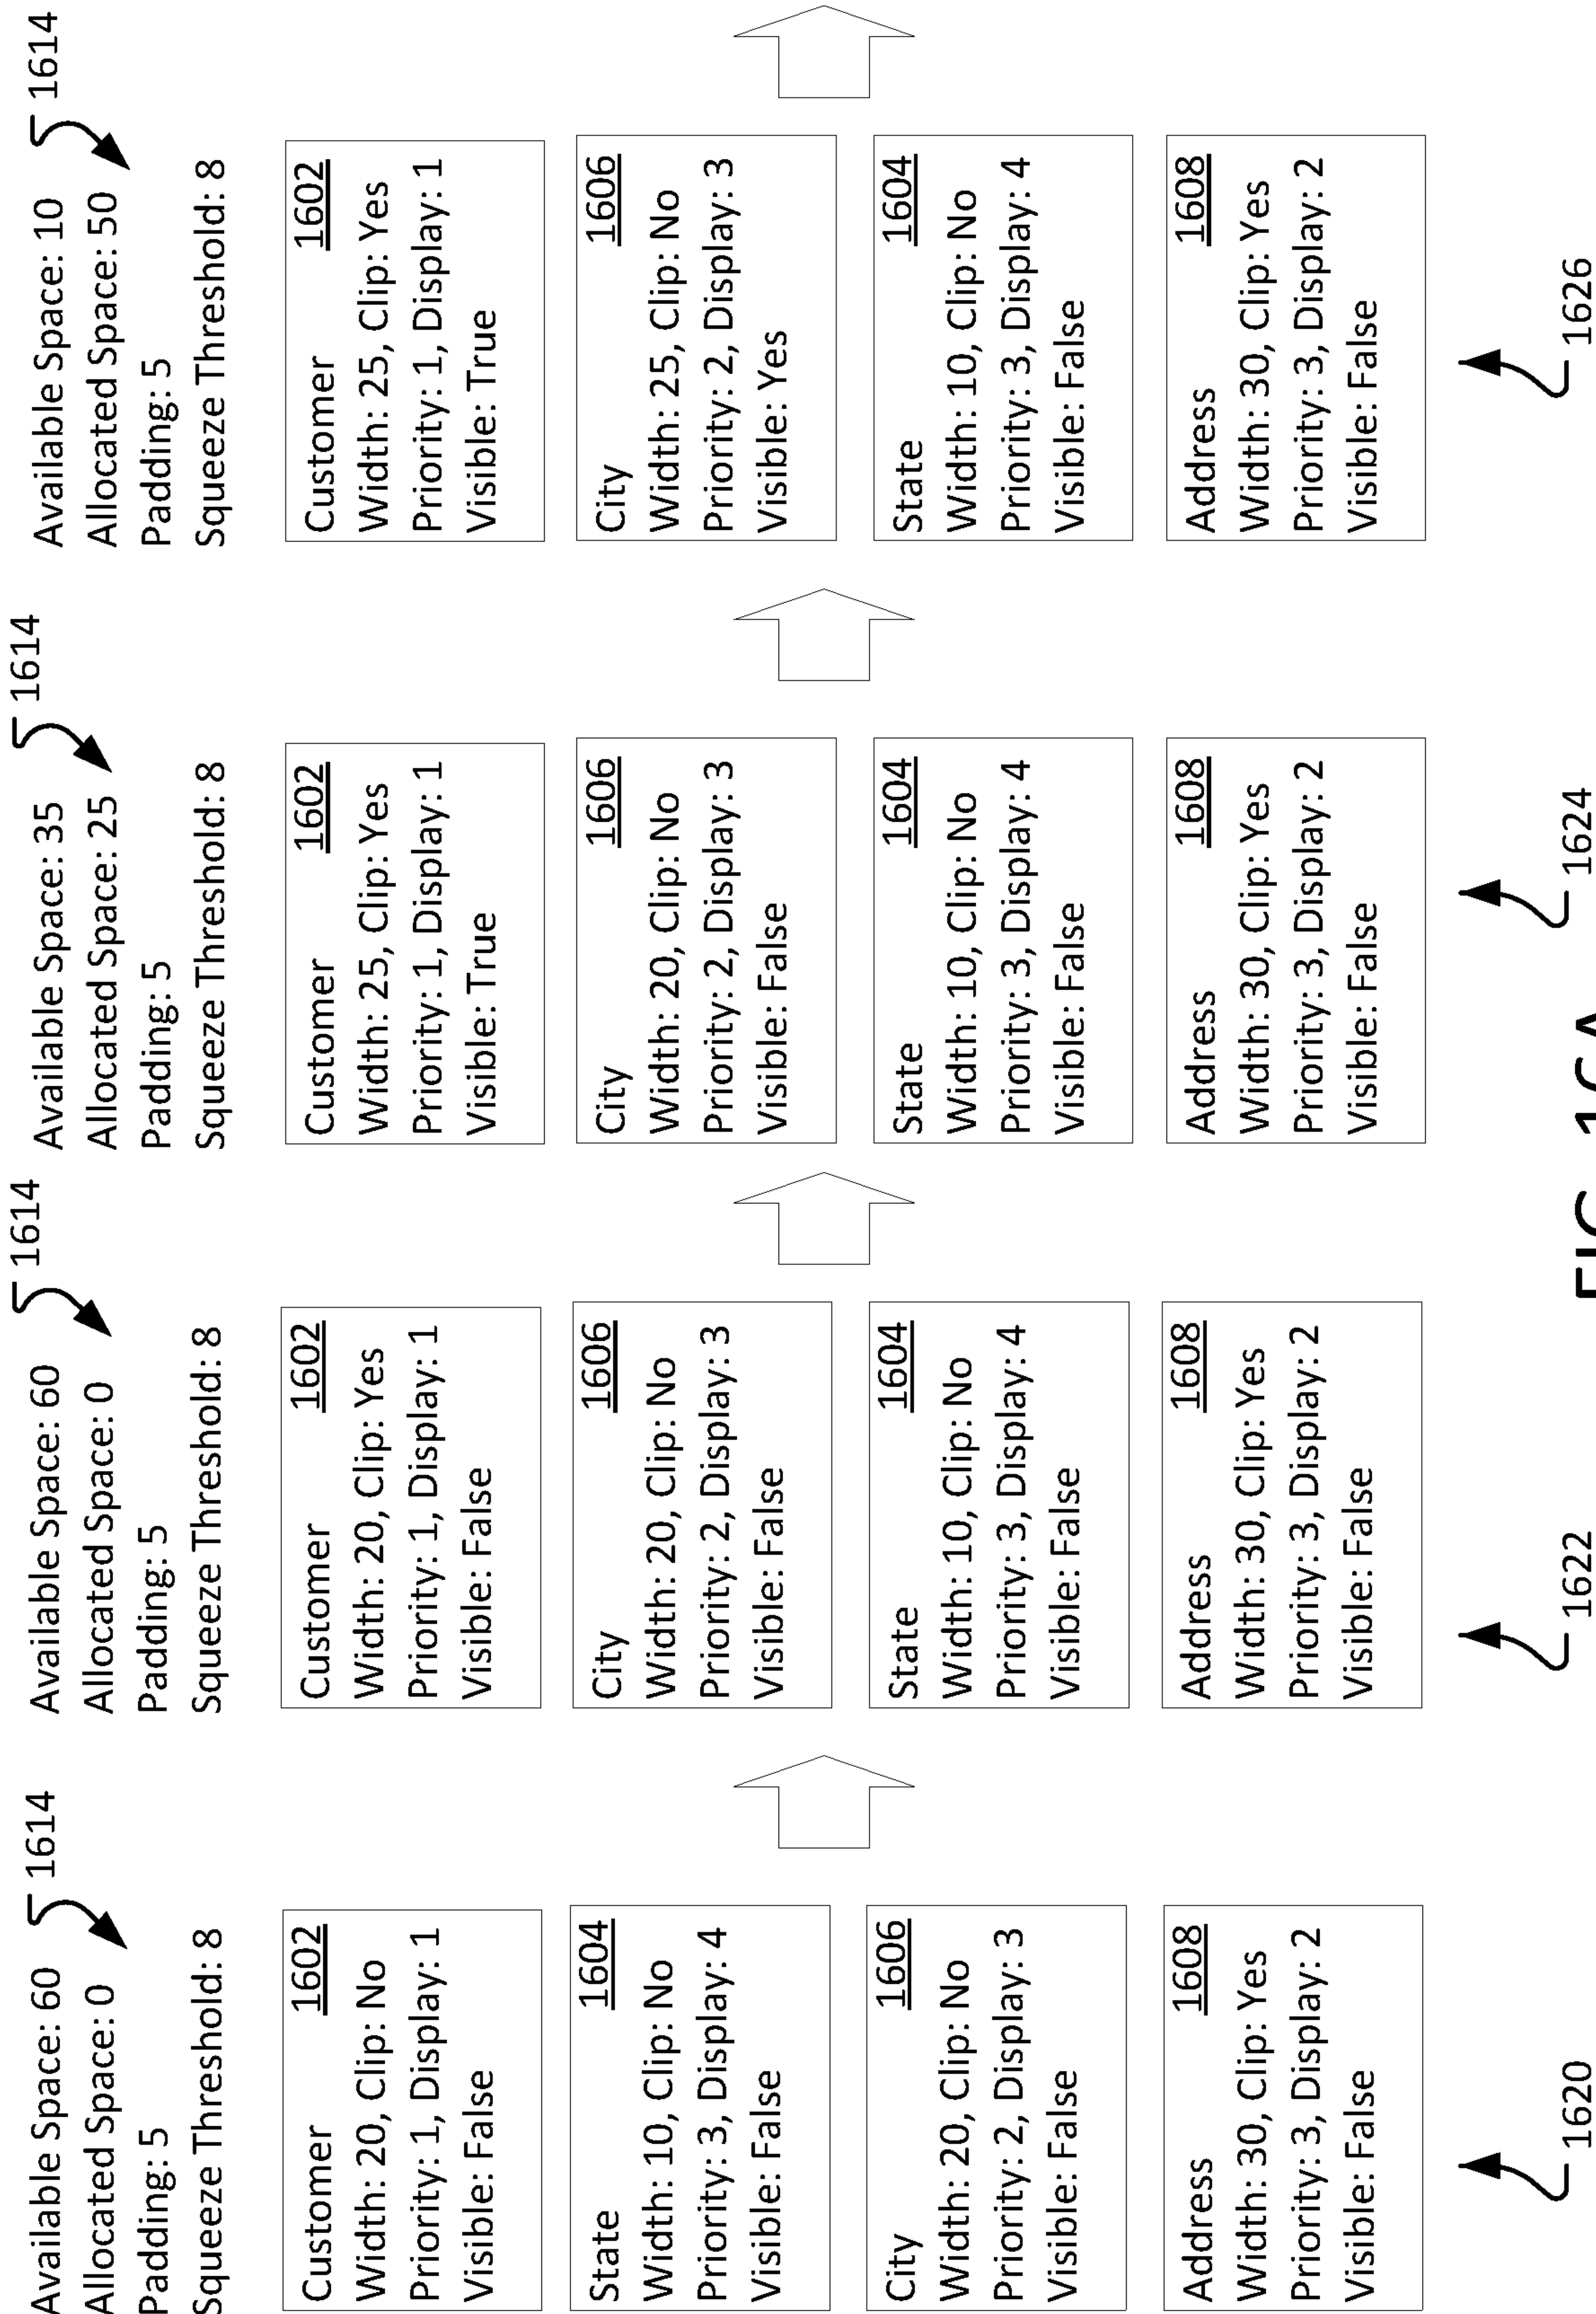 Available Space: 60
Allocated Space: 0
Padding: 5
Squeeze Threshold: 8
1614
Customer 1602
Width: 20, Clip: No
Priority: 1, Display: 1
Visible: False
State 1604
Width: 10, Clip: No
Priority: 3, Display: 4
Visible: False
City 1606
Width: 20, Clip: No
Priority: 2, Display: 3
Visible: False
Address 1608
Width: 30, Clip: Yes
Priority: 3, Display: 2
Visible: False
1620
Available Space: 60
Allocated Space: 0
Padding: 5
Squeeze Threshold: 8
1614
Customer 1602
Width: 20, Clip: Yes
Priority: 1, Display: 1
Visible: False
City 1606
Width: 20, Clip: No
Priority: 2, Display: 3
Visible: False
State 1604
Width: 10, Clip: No
Priority: 3, Display: 4
Visible: False
Address 1608
Width: 30, Clip: Yes
Priority: 3, Display: 2
Visible: False
1622
Available Space: 35
Allocated Space: 25
Padding: 5
Squeeze Threshold: 8
1614
Customer 1602
Width: 25, Clip: Yes
Priority: 1, Display: 1
Visible: True
City 1606
Width: 20, Clip: No
Priority: 2, Display: 3
Visible: False
State 1604
Width: 10, Clip: No
Priority: 3, Display: 4
Visible: False
Address 1608
Width: 30, Clip: Yes
Priority: 3, Display: 2
Visible: False
1624
Available Space: 10
Allocated Space: 50
Padding: 5
Squeeze Threshold: 8
1614
Customer 1602
Width: 25, Clip: Yes
Priority: 1, Display: 1
Visible: True
City 1606
Width: 25, Clip: No
Priority: 2, Display: 3
Visible: Yes
State 1604
Width: 10, Clip: No
Priority: 3, Display: 4
Visible: False
Address 1608
Width: 30, Clip: Yes
Priority: 3, Display: 2
Visible: False
1626
FIG. 16A